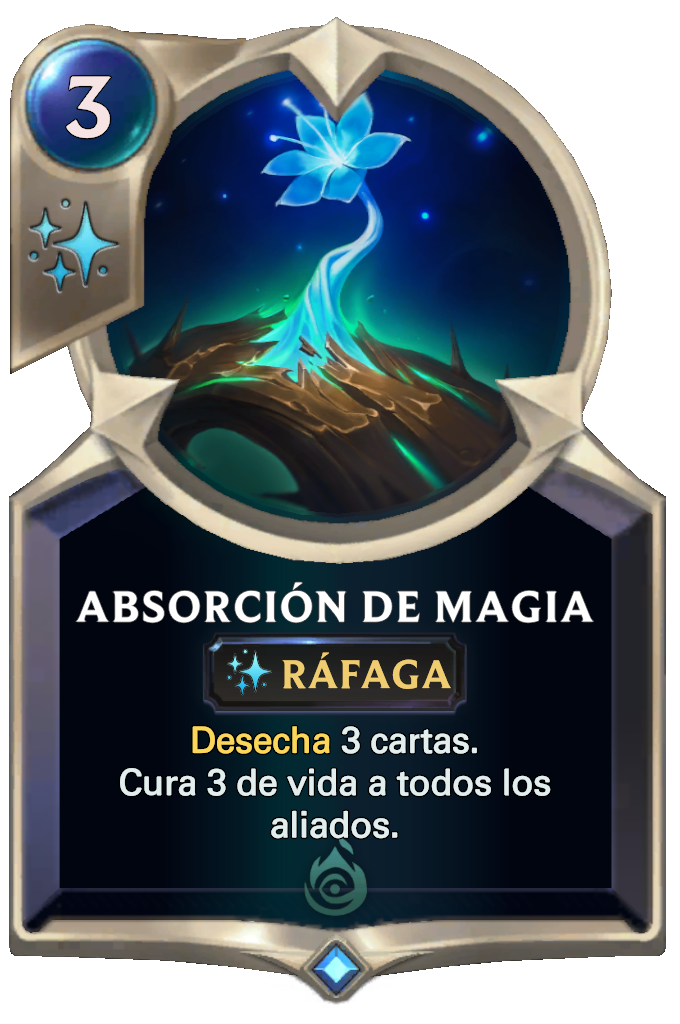 3
ABSORCIÓN DE MAGIA
RÁFAGA
Desecha 3 cartas.
Cura 3 de vida a todos los
aliados.